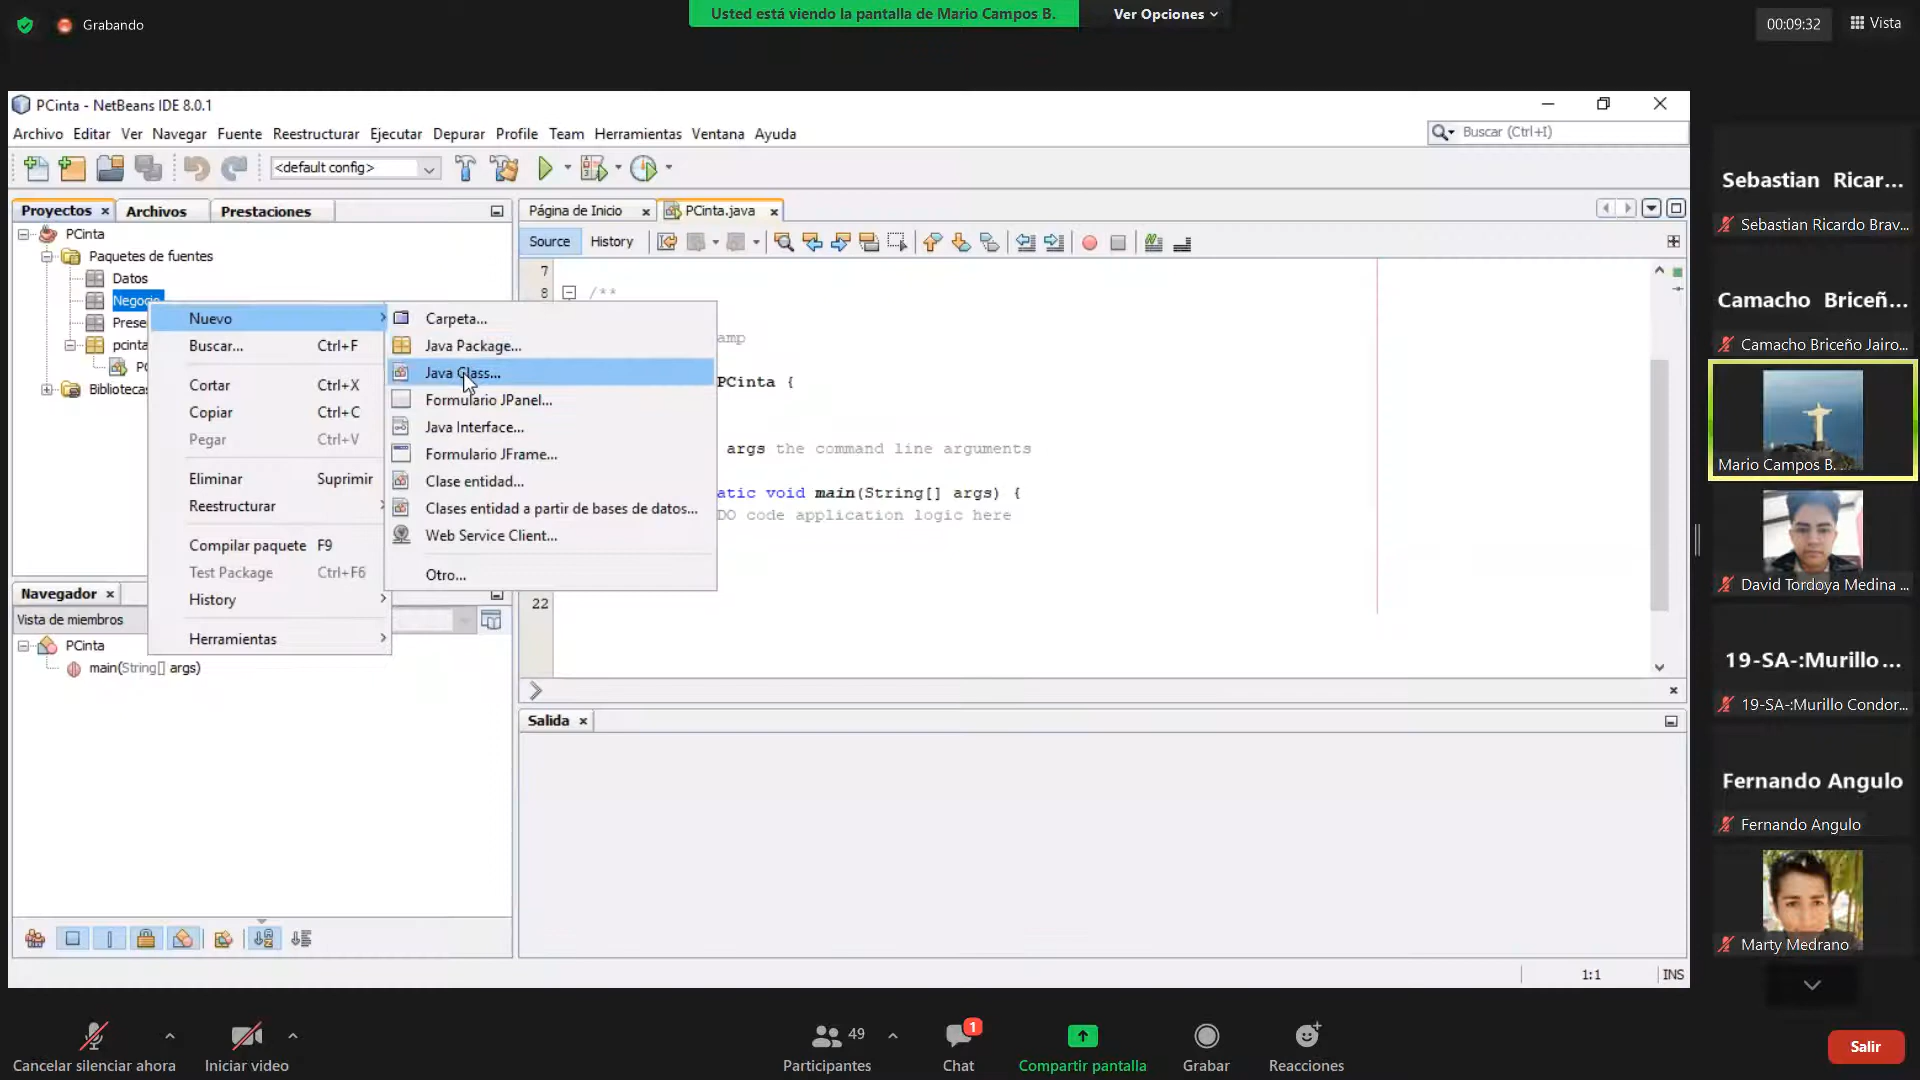 Grabando
Usted está viendo la pantalla de Mario Campos B.
Ver Opciones
00:09:32
Vista
PCinta - NetBeans IDE 8.0.1
Archivo Editar Ver Navegar Fuente Reestructurar Ejecutar Depurar Profile Team Herramientas Ventana Ayuda
Buscar (Ctrl+I)
<default config>
Proyectos
Archivos
Prestaciones
PCinta
Paquetes de fuentes
Datos
Negocio
Prese
pcinta
PC
Bibliotecas
Nuevo
Buscar... Ctrl+F
Cortar Ctrl+X
Copiar Ctrl+C
Pegar Ctrl+V
Eliminar Suprimir
Reestructurar
Compilar paquete F9
Test Package Ctrl+F6
History
Herramientas
Carpeta...
Java Package...
Java Class...
Formulario JPanel...
Java Interface...
Formulario JFrame...
Clase entidad...
Clases entidad a partir de bases de datos...
Web Service Client...
Otro...
Página de Inicio
PCinta.java
Source
History
7
8 /**
amp
PCinta {
args the command line arguments
atic void main(String[] args) {
DO code application logic here
22
Navegador
Vista de miembros
PCinta
main(String[] args)
Salida
1:1
INS
Sebastian Ricar...
Sebastian Ricardo Brav...
Camacho Briceñ...
Camacho Briceño Jairo...
Mario Campos B.
David Tordoya Medina ...
19-SA-:Murillo ...
19-SA-:Murillo Condor...
Fernando Angulo
Fernando Angulo
Marty Medrano
Cancelar silenciar ahora
Iniciar video
49
Participantes
1
Chat
Compartir pantalla
Grabar
Reacciones
Salir